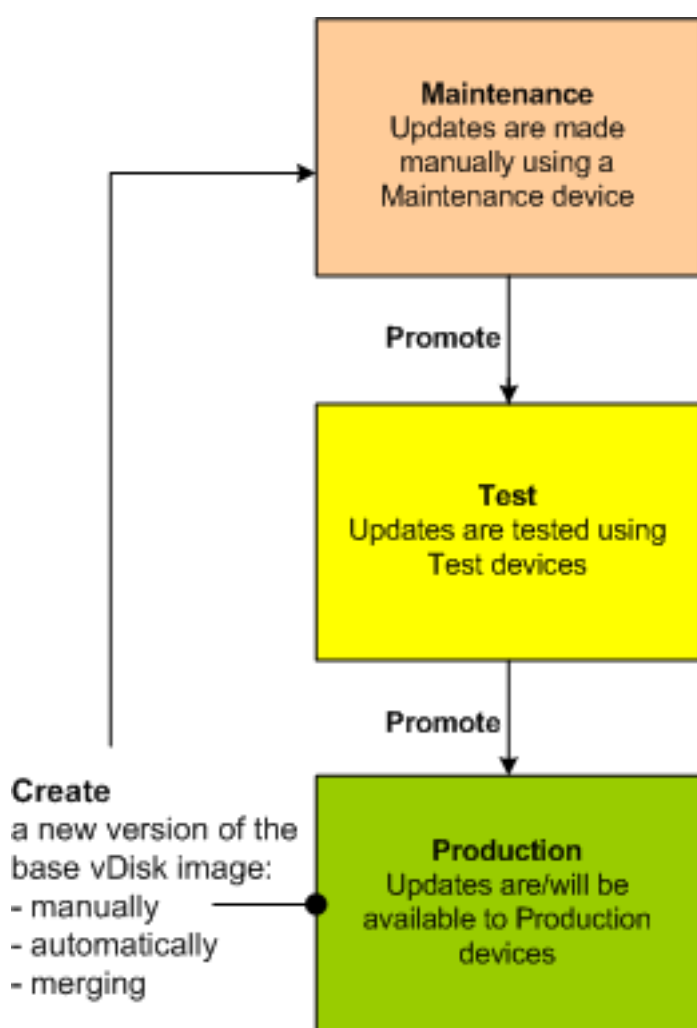 Maintenance
Updates are made
manually using a
Maintenance device
Promote
Test
Updates are tested using
Test devices
Promote
Create
a new version of the
base vDisk image:
- manually
- automatically
- merging
Production
Updates are/will be
available to Production
devices